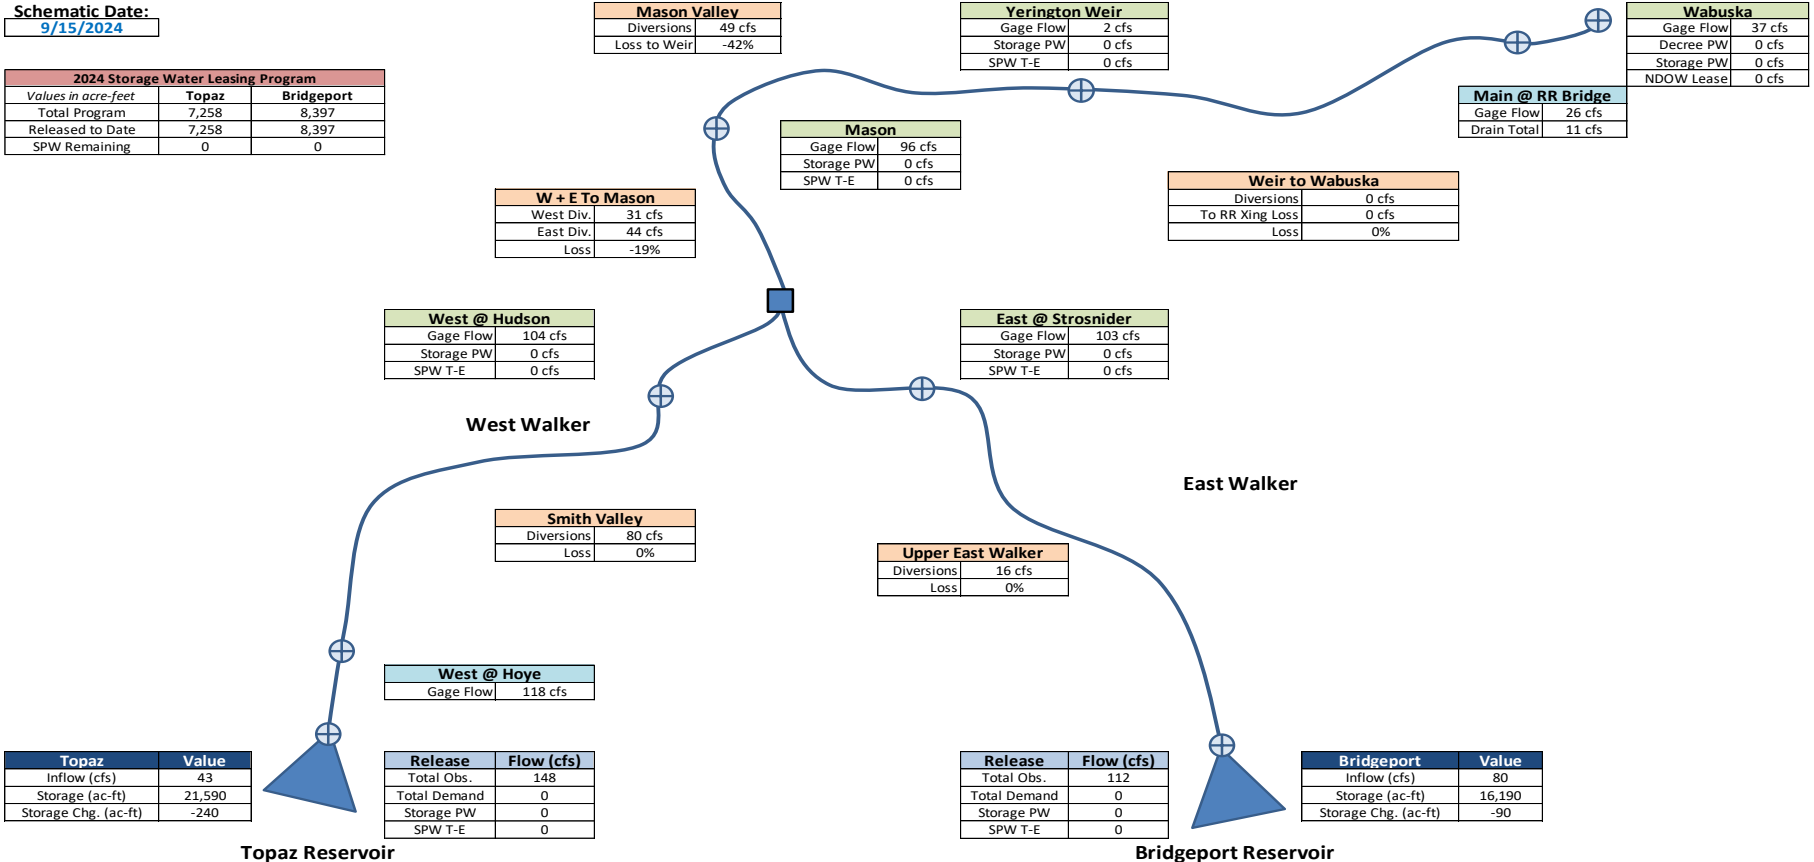 Schematic Date:
9/15/2024
2024 Storage Water Leasing Program
Values in acre-feet Topaz Bridgeport
Total Program 7,258 8,397
Released to Date 7,258 8,397
SPW Remaining 0 0
Mason Valley
Diversions 49 cfs
Loss to Weir -42%
Yerington Weir
Gage Flow 2 cfs
Storage PW 0 cfs
SPW T-E 0 cfs
Wabuska
Gage Flow 37 cfs
Decree PW 0 cfs
Storage PW 0 cfs
NDOW Lease 0 cfs
Main @ RR Bridge
Gage Flow 26 cfs
Drain Total 11 cfs
Mason
Gage Flow 96 cfs
Storage PW 0 cfs
SPW T-E 0 cfs
Weir to Wabuska
Diversions 0 cfs
To RR Xing Loss 0 cfs
Loss 0%
W + E To Mason
West Div. 31 cfs
East Div. 44 cfs
Loss -19%
West @ Hudson
Gage Flow 104 cfs
Storage PW 0 cfs
SPW T-E 0 cfs
East @ Strosnider
Gage Flow 103 cfs
Storage PW 0 cfs
SPW T-E 0 cfs
West Walker
East Walker
Smith Valley
Diversions 80 cfs
Loss 0%
Upper East Walker
Diversions 16 cfs
Loss 0%
West @ Hoye
Gage Flow 118 cfs
Topaz Value
Inflow (cfs) 43
Storage (ac-ft) 21,590
Storage Chg. (ac-ft) -240
Release Flow (cfs)
Total Obs. 148
Total Demand 0
Storage PW 0
SPW T-E 0
Topaz Reservoir
Release Flow (cfs)
Total Obs. 112
Total Demand 0
Storage PW 0
SPW T-E 0
Bridgeport Value
Inflow (cfs) 80
Storage (ac-ft) 16,190
Storage Chg. (ac-ft) -90
Bridgeport Reservoir